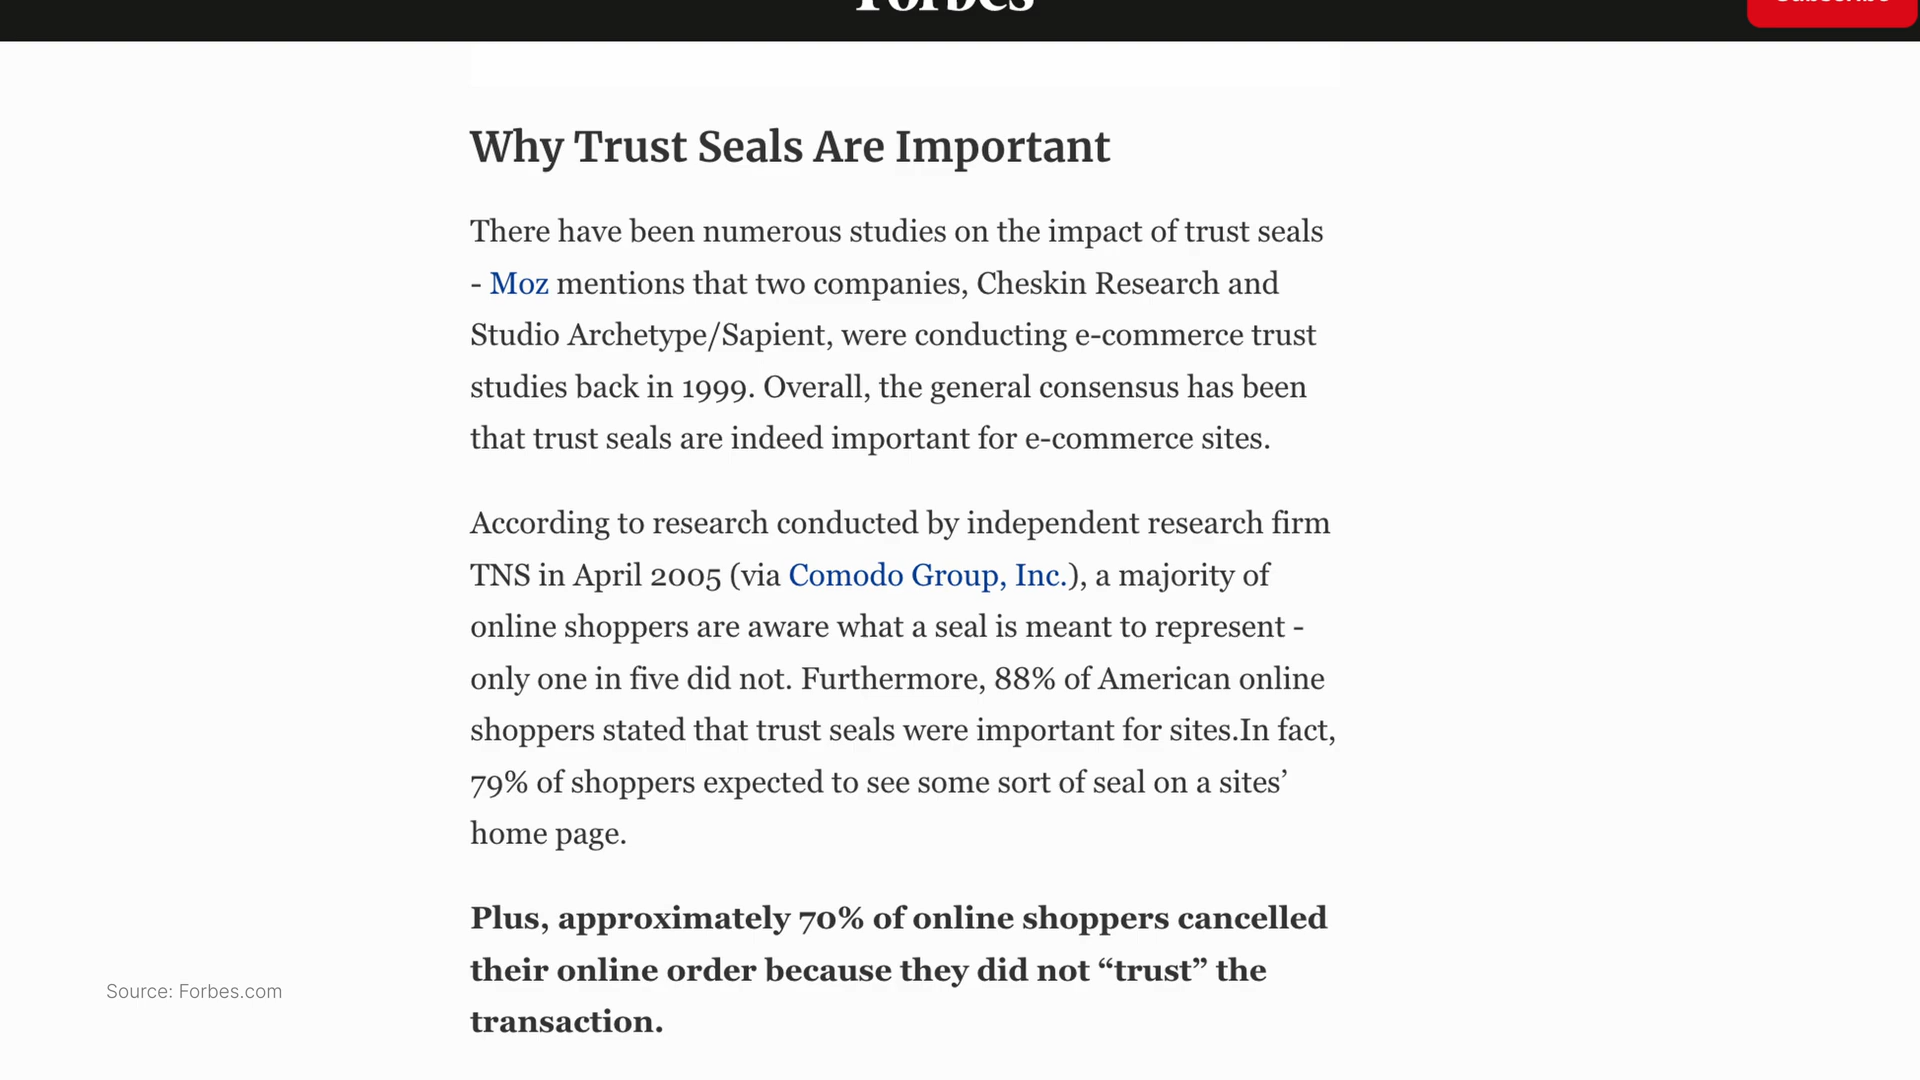 Forbes
Subscribe
Why Trust Seals Are Important
There have been numerous studies on the impact of trust seals
- Moz mentions that two companies, Cheskin Research and
Studio Archetype/Sapient, were conducting e-commerce trust
studies back in 1999. Overall, the general consensus has been
that trust seals are indeed important for e-commerce sites.
According to research conducted by independent research firm
TNS in April 2005 (via Comodo Group, Inc.), a majority of
online shoppers are aware what a seal is meant to represent -
only one in five did not. Furthermore, 88% of American online
shoppers stated that trust seals were important for sites.In fact,
79% of shoppers expected to see some sort of seal on a sites’
home page.
Plus, approximately 70% of online shoppers cancelled
their online order because they did not “trust” the
transaction.
Source: Forbes.com